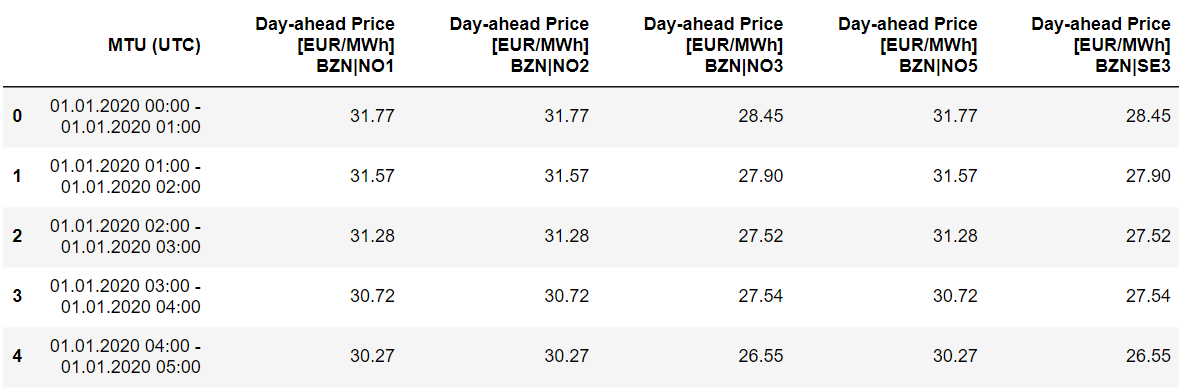 MTU (UTC) Day-ahead Price [EUR/MWh] BZN|NO1 Day-ahead Price [EUR/MWh] BZN|NO2 Day-ahead Price [EUR/MWh] BZN|NO3 Day-ahead Price [EUR/MWh] BZN|NO5 Day-ahead Price [EUR/MWh] BZN|SE3
0 01.01.2020 00:00 - 01.01.2020 01:00 31.77 31.77 28.45 31.77 28.45
1 01.01.2020 01:00 - 01.01.2020 02:00 31.57 31.57 27.90 31.57 27.90
2 01.01.2020 02:00 - 01.01.2020 03:00 31.28 31.28 27.52 31.28 27.52
3 01.01.2020 03:00 - 01.01.2020 04:00 30.72 30.72 27.54 30.72 27.54
4 01.01.2020 04:00 - 01.01.2020 05:00 30.27 30.27 26.55 30.27 26.55